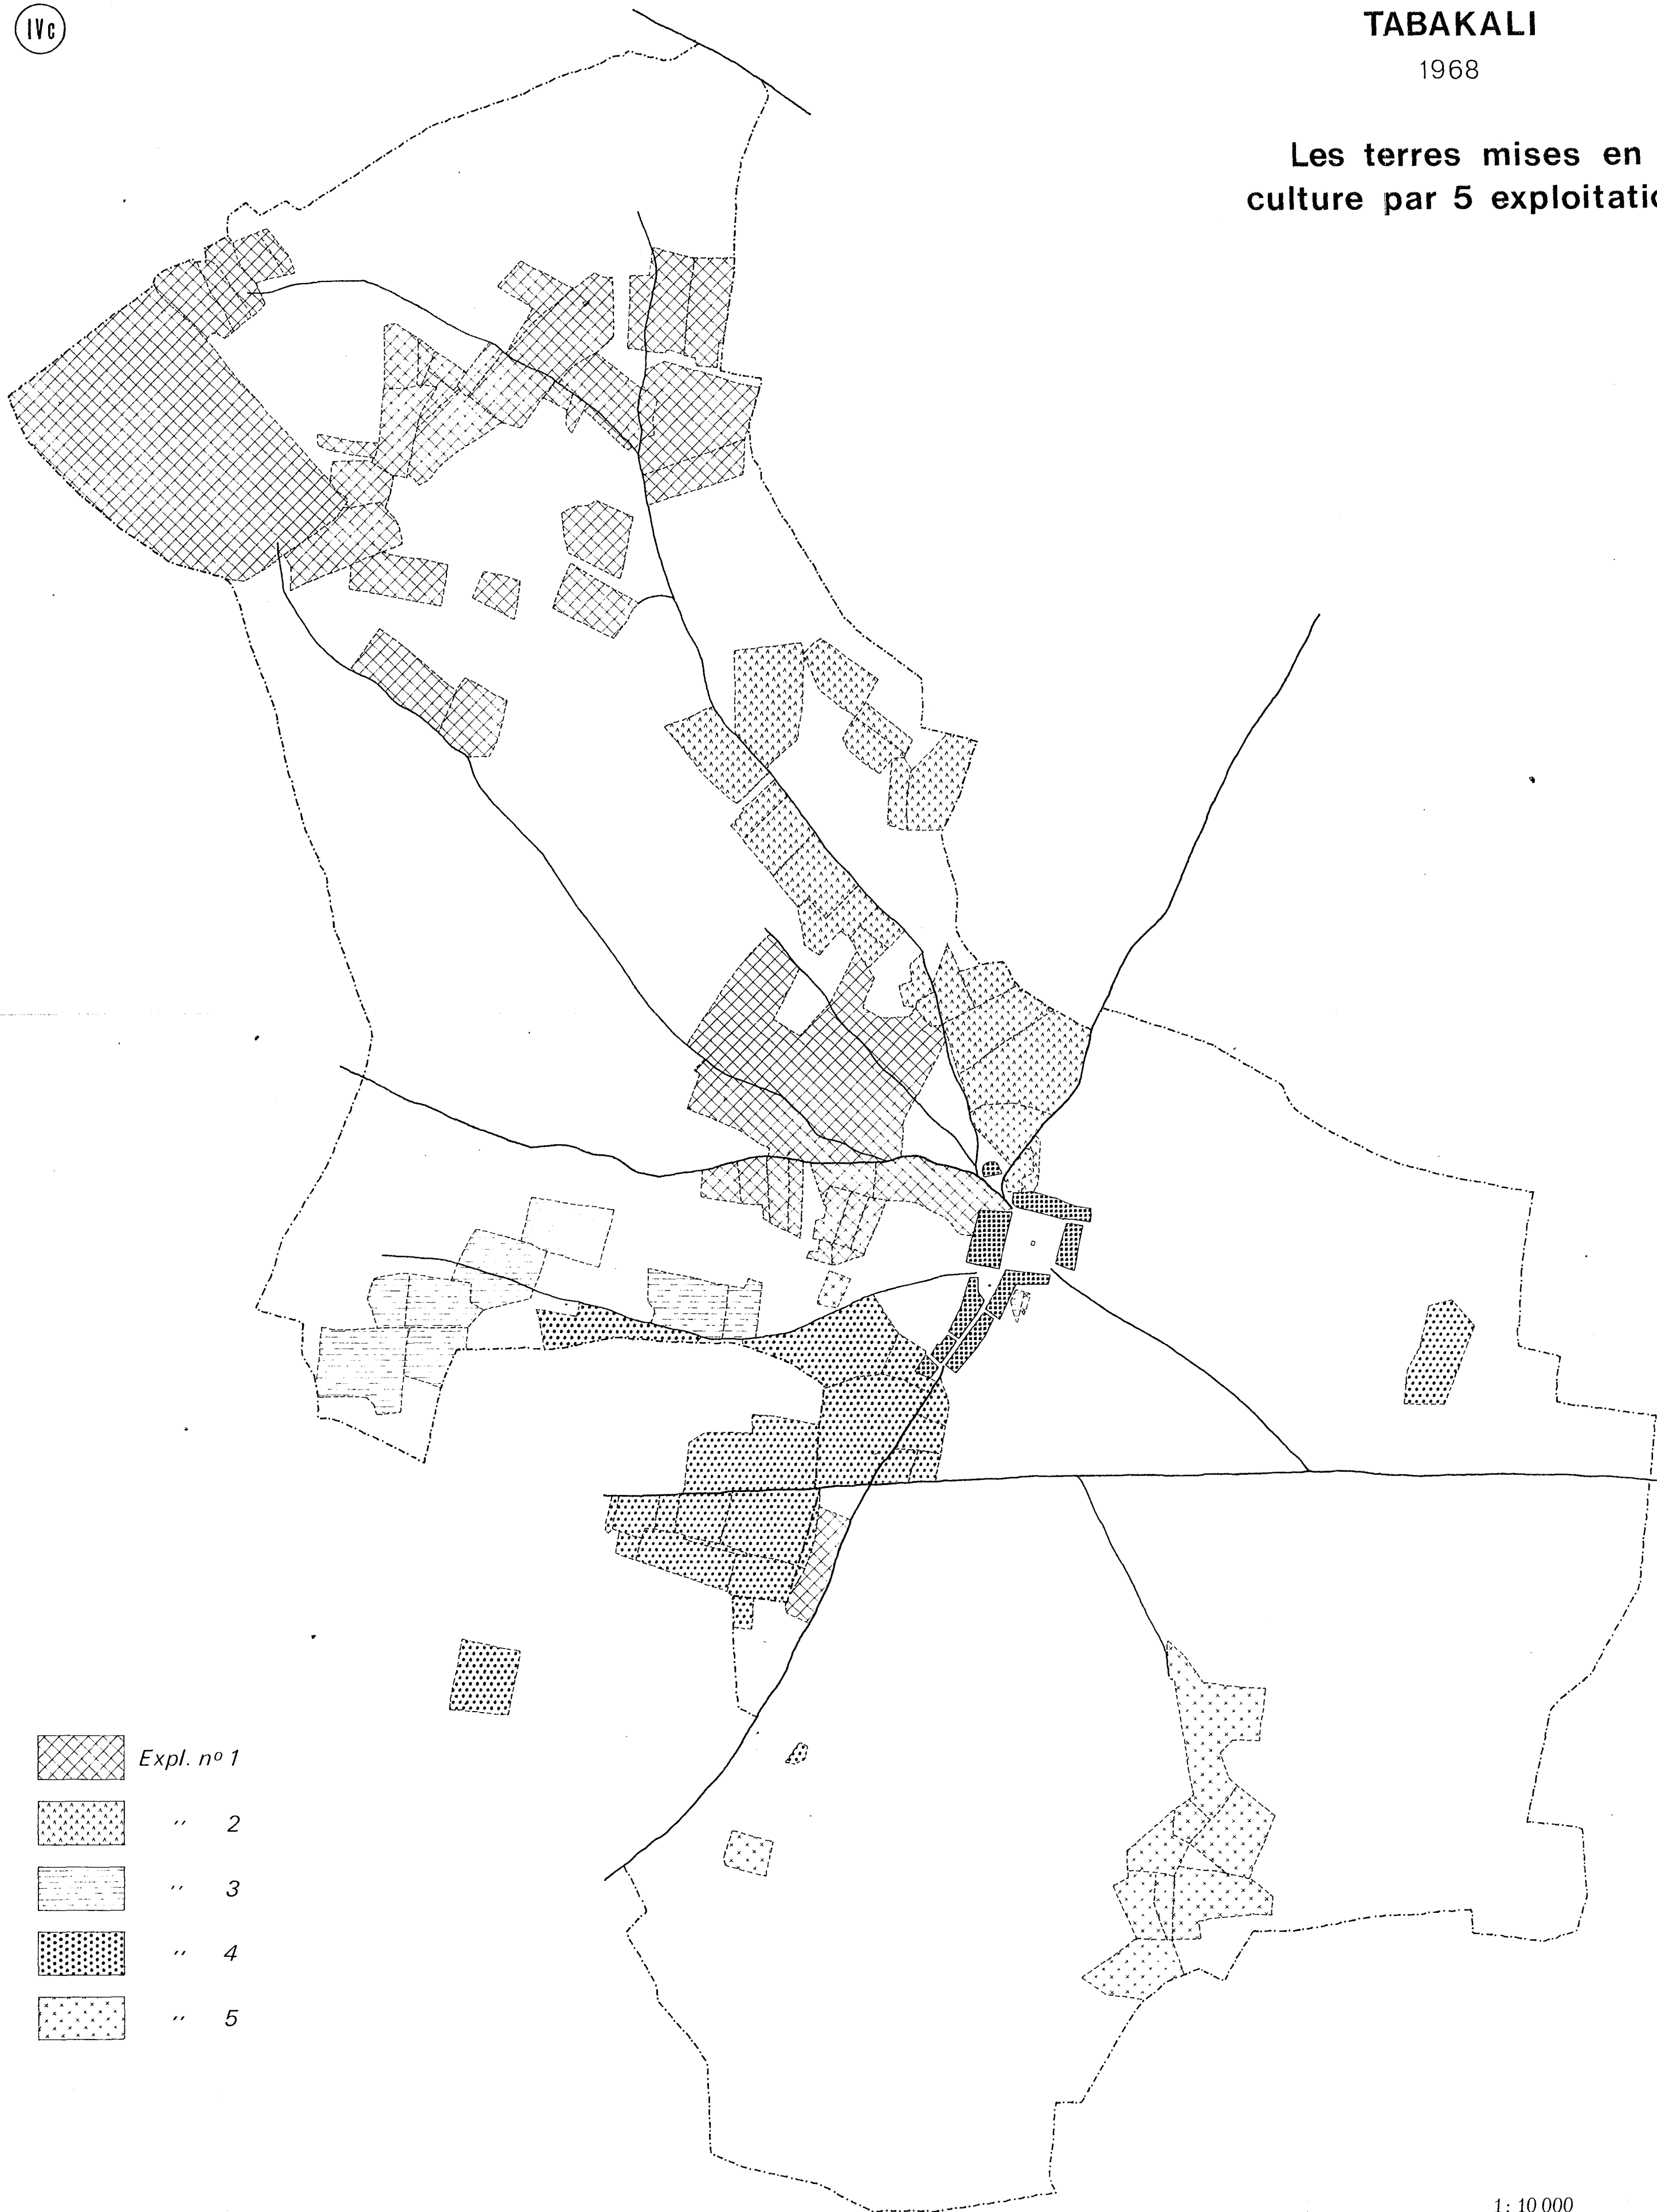 IVc
TABAKALI
1968
Les terres mises en
culture par 5 exploitatio
Expl. nº 1
,, 2
,, 3
,, 4
,, 5
1: 10 000